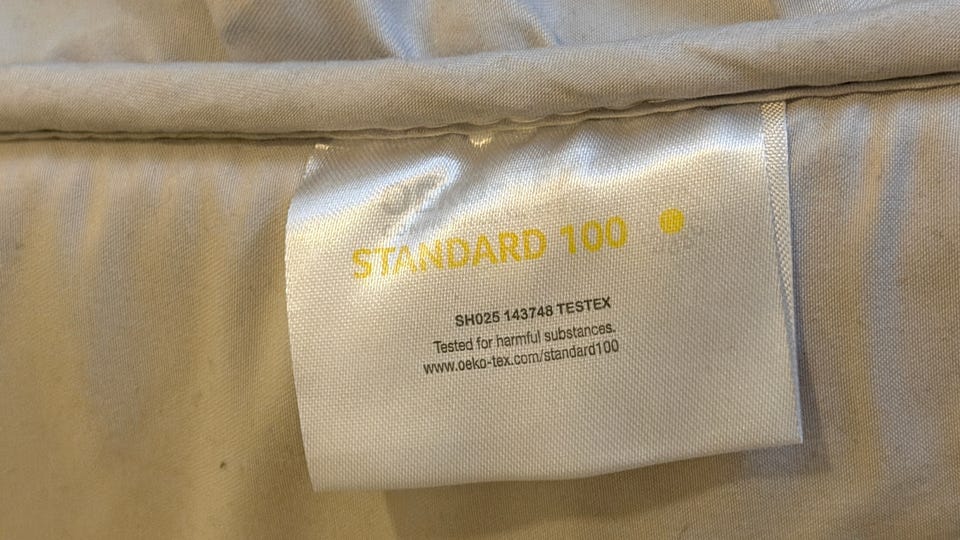 STANDARD 100
SH025 143748 TESTEX
Tested for harmful substances.
www.oeko-tex.com/standard100